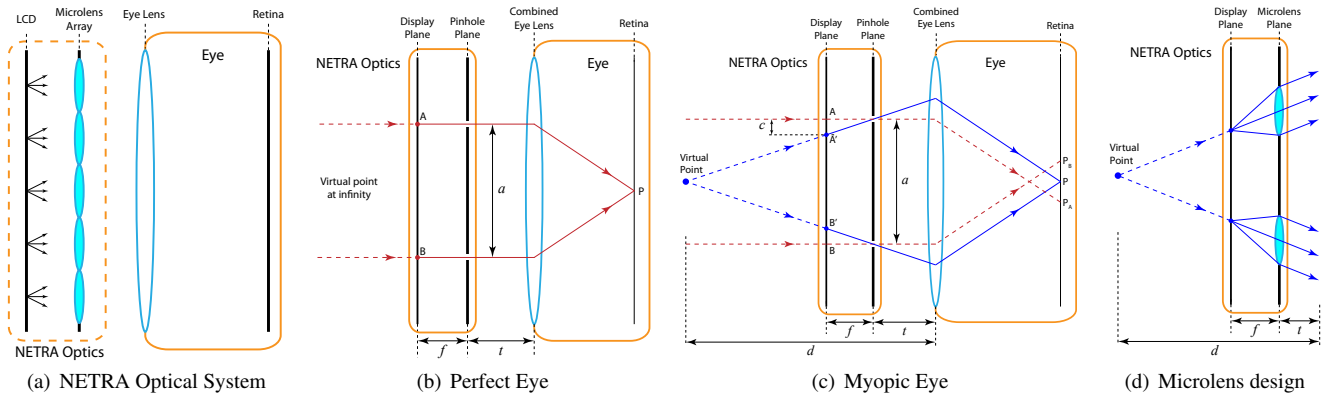 LCD
Microlens
Array
Eye Lens
Retina
Eye
NETRA Optics
(a) NETRA Optical System
Display
Plane
Pinhole
Plane
Combined
Eye Lens
Retina
NETRA Optics
Eye
A
a
Virtual point
at infinity
P
B
f
t
(b) Perfect Eye
Display
Plane
Pinhole
Plane
Combined
Eye Lens
Retina
NETRA Optics
Eye
A
c
A'
Virtual
Point
a
P_B
P
P_A
B'
B
f
t
d
(c) Myopic Eye
Display
Plane
Microlens
Plane
NETRA Optics
Virtual
Point
f
t
d
(d) Microlens design